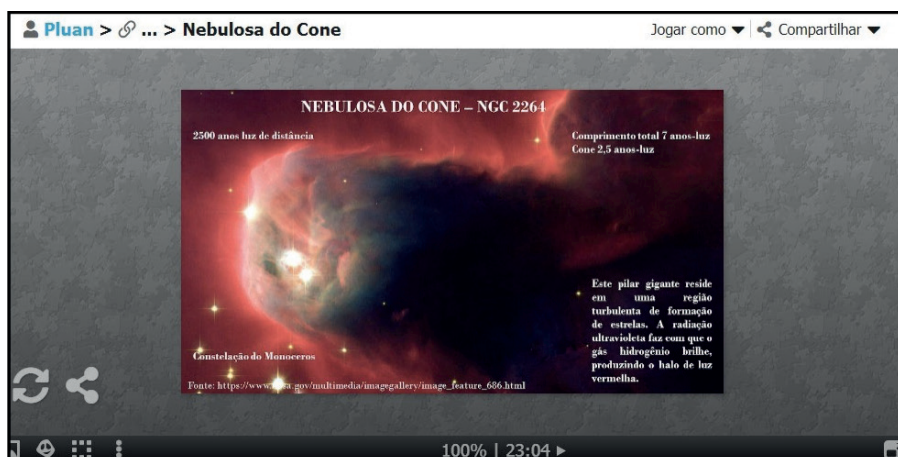 Pluan > ... > Nebulosa do Cone
Jogar como ▼ Compartilhar ▼
NEBULOSA DO CONE – NGC 2264
2500 anos luz de distância
Comprimento total 7 anos-luz
Cone 2,5 anos-luz
Este pilar gigante reside
em uma região
turbulenta de formação
de estrelas. A radiação
ultravioleta faz com que o
gás hidrogênio brilhe,
produzindo o halo de luz
vermelha.
Constelação do Monoceros
Fonte: https://www.nasa.gov/multimedia/imagegallery/image_feature_686.html
100% | 23:04